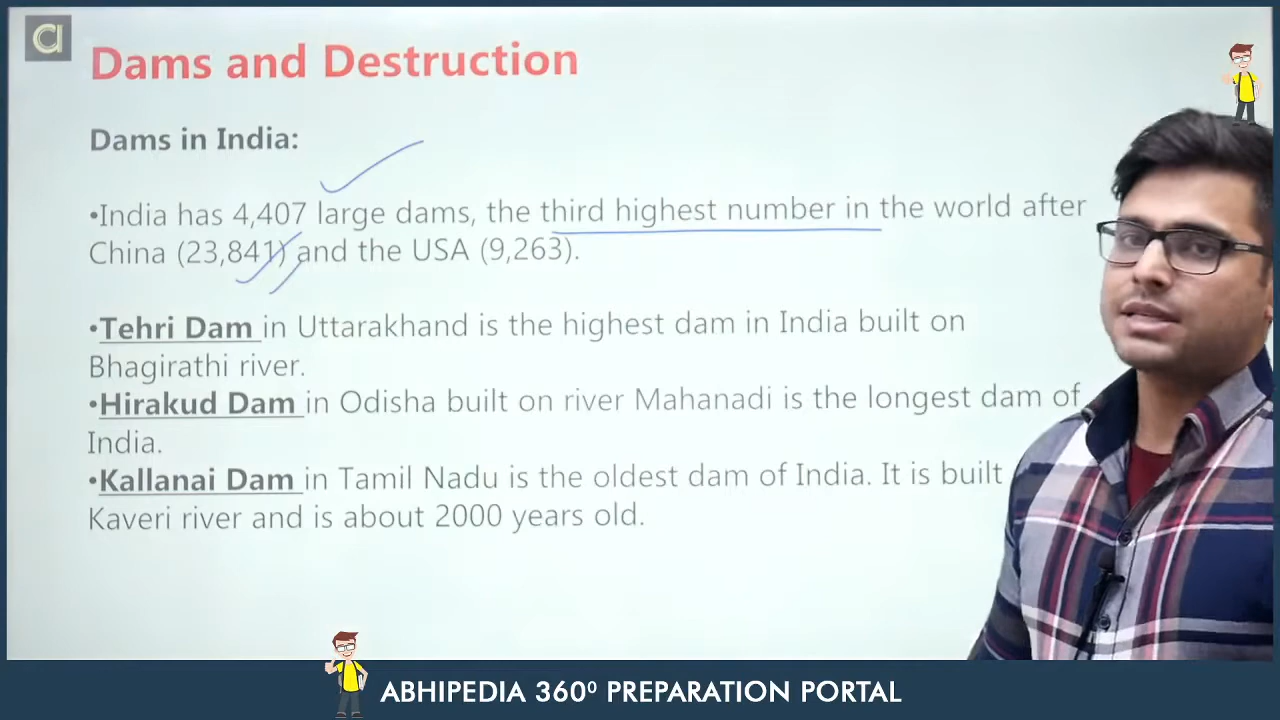 a
Dams and Destruction
Dams in India:
•India has 4,407 large dams, the third highest number in the world after
China (23,841) and the USA (9,263).
•Tehri Dam in Uttarakhand is the highest dam in India built on
Bhagirathi river.
•Hirakud Dam in Odisha built on river Mahanadi is the longest dam of
India.
•Kallanai Dam in Tamil Nadu is the oldest dam of India. It is built
Kaveri river and is about 2000 years old.
ABHIPEDIA 360⁰ PREPARATION PORTAL